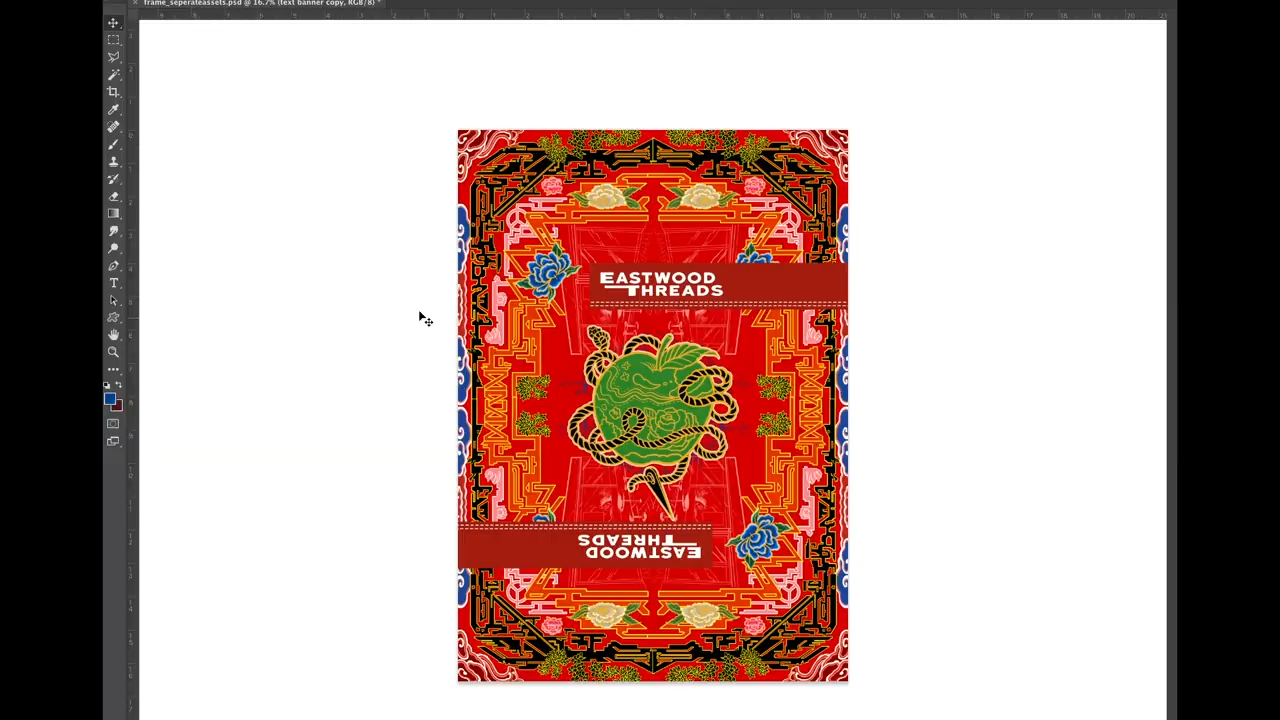 frame_seperateassets.psd @ 16.7% (text banner copy, RGB/8) *
EASTWOOD
THREADS
EASTWOOD
THREADS